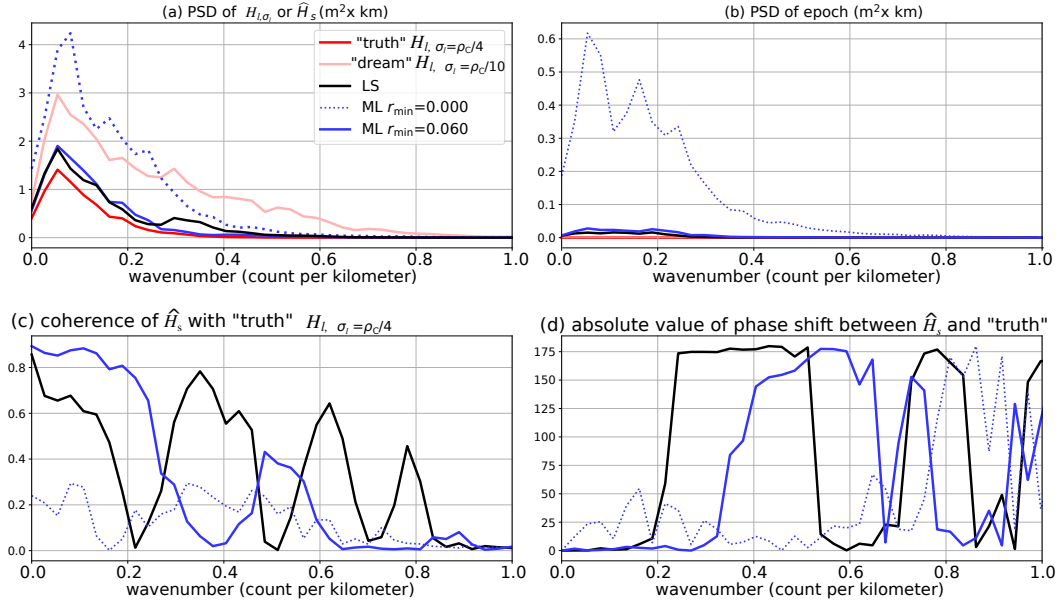 (a) PSD of H_{l,σ_l} or Ĥ_s (m²x km)
4
3
2
1
0
"truth" H_{l, σ_l=ρ_C/4}
"dream" H_{l, σ_l=ρ_C/10}
LS
ML r_min=0.000
ML r_min=0.060
0.0 0.2 0.4 0.6 0.8 1.0
wavenumber (count per kilometer)
(b) PSD of epoch (m²x km)
0.6
0.5
0.4
0.3
0.2
0.1
0.0
0.0 0.2 0.4 0.6 0.8 1.0
wavenumber (count per kilometer)
(c) coherence of Ĥ_s with "truth" H_{l, σ_l=ρ_C/4}
0.8
0.6
0.4
0.2
0.0
0.0 0.2 0.4 0.6 0.8 1.0
wavenumber (count per kilometer)
(d) absolute value of phase shift between Ĥ_s and "truth"
175
150
125
100
75
50
25
0
0.0 0.2 0.4 0.6 0.8 1.0
wavenumber (count per kilometer)